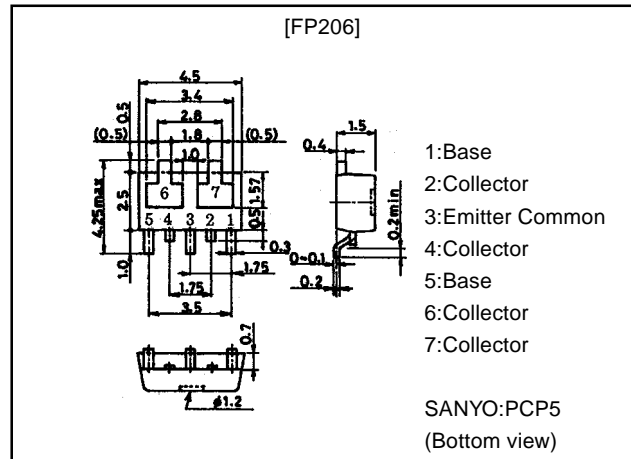 [FP206]
4.5
3.4
2.8
(0.5) 1.8 (0.5)
1.0
0.5
4.25max
2.5
1.0
6 7
1.57
0.5
5 4 3 2 1
0.3
1.75
1.75
3.5
1.5
0.4
0.2min
0~0.1
0.2
0.7
ø1.2
1:Base
2:Collector
3:Emitter Common
4:Collector
5:Base
6:Collector
7:Collector
SANYO:PCP5
(Bottom view)